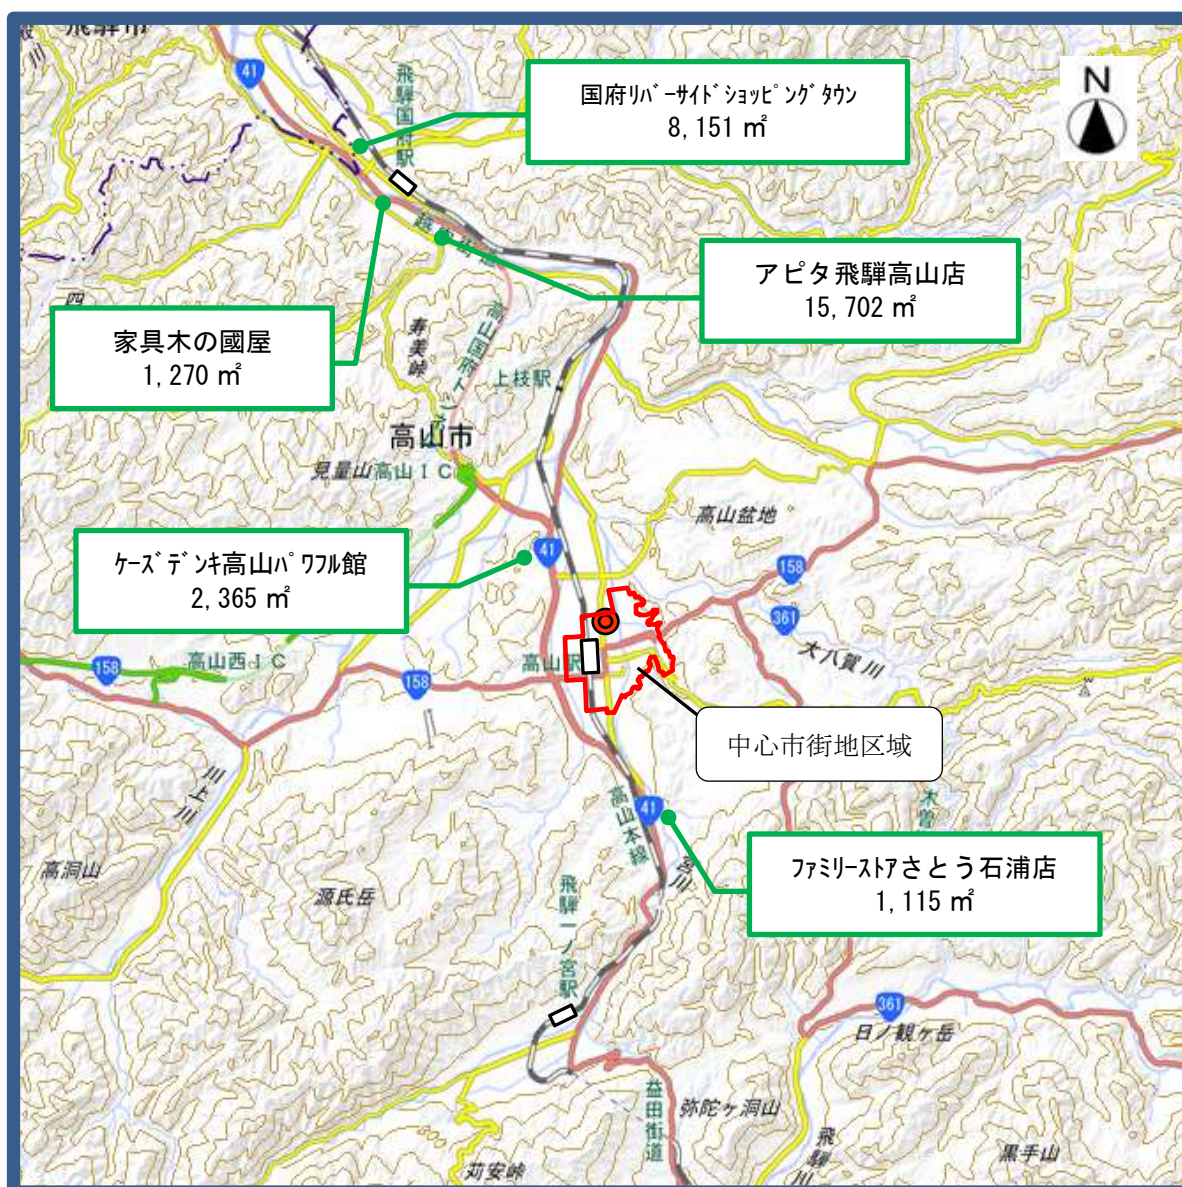 飛騨市
川
41
飛騨国府駅
国府ﾘﾊﾞｰｻｲﾄﾞｼｮｯﾋﾟﾝｸﾞﾀｳﾝ
8,151 ㎡
N
アピタ飛騨高山店
15,702 ㎡
四
家具木の國屋
1,270 ㎡
寿美峠
上枝駅
高山市
見量山
高山IC
高山盆地
ｹｰｽﾞﾃﾞﾝｷ高山ﾊﾟﾜﾌﾙ館
2,365 ㎡
41
158
361
大八賀川
高山駅
158
高山西IC
158
中心市街地区域
川上川
41
高山本線
宮川
木曽
ﾌｧﾐﾘｰｽﾄｱさとう石浦店
1,115 ㎡
高洞山
源氏岳
飛騨一ノ宮駅
361
日ノ観ヶ岳
益田街道
弥陀ヶ洞山
飛騨川
黒手山
苅安峠